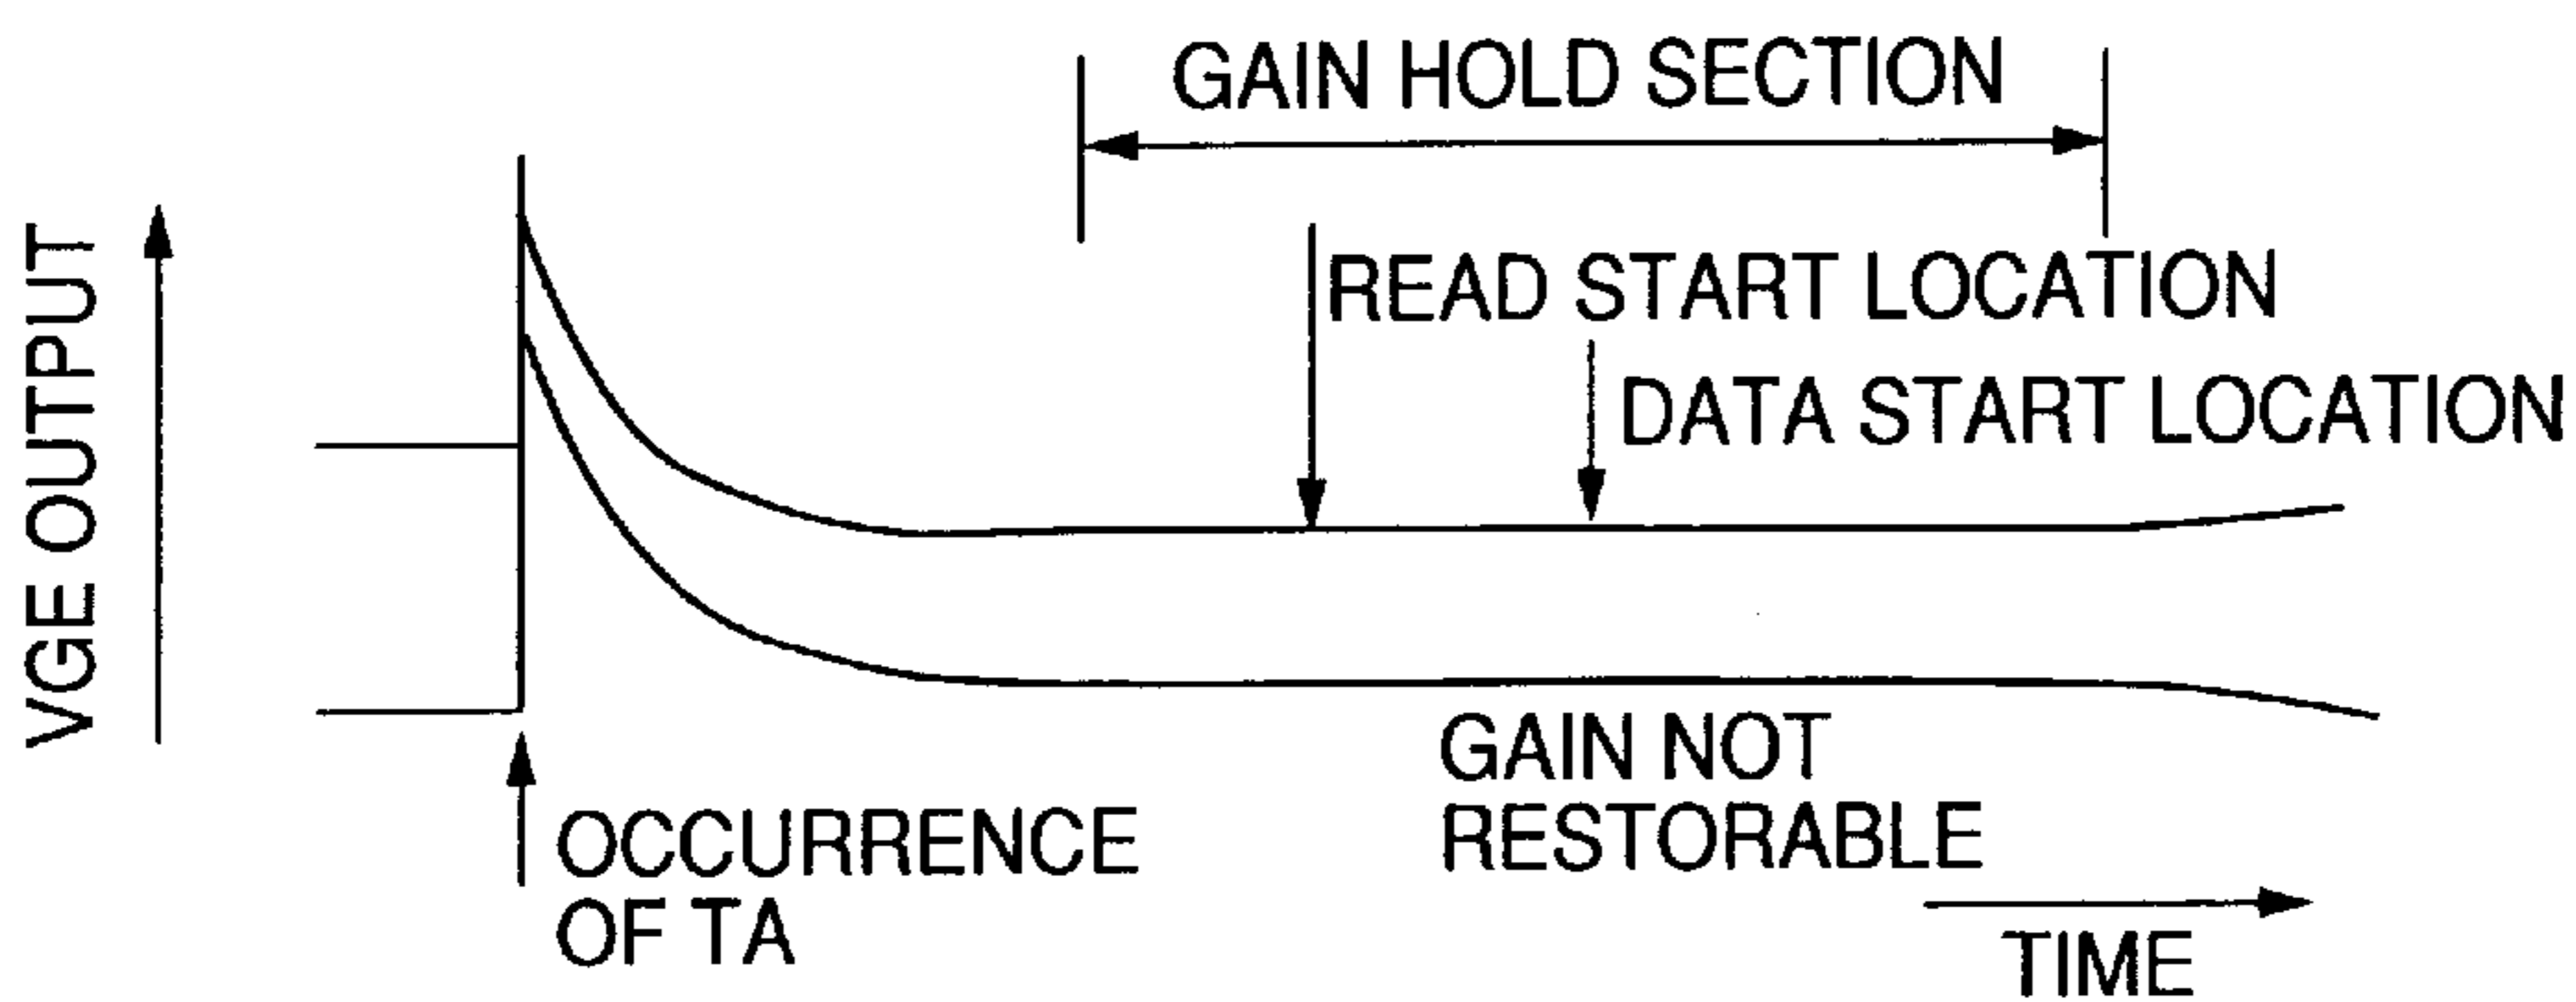 GAIN HOLD SECTION
READ START LOCATION
DATA START LOCATION
VGE OUTPUT
GAIN NOT
RESTORABLE
OCCURRENCE
OF TA
TIME